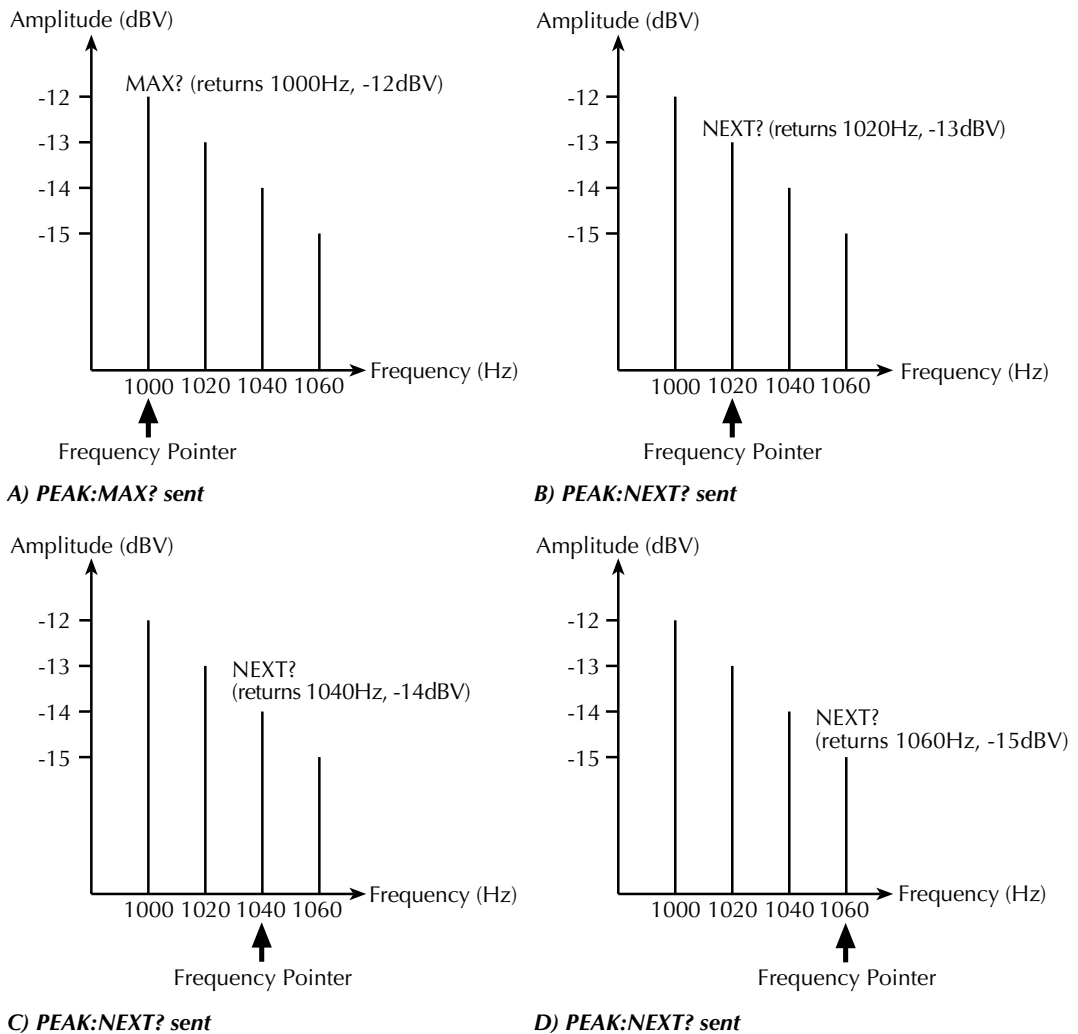 Amplitude (dBV)
MAX? (returns 1000Hz, -12dBV)
-12
-13
-14
-15
1000 1020 1040 1060
Frequency (Hz)
Frequency Pointer
A) PEAK:MAX? sent
Amplitude (dBV)
-12
NEXT? (returns 1020Hz, -13dBV)
-13
-14
-15
1000 1020 1040 1060
Frequency (Hz)
Frequency Pointer
B) PEAK:NEXT? sent
Amplitude (dBV)
-12
-13
NEXT?
(returns 1040Hz, -14dBV)
-14
-15
1000 1020 1040 1060
Frequency (Hz)
Frequency Pointer
C) PEAK:NEXT? sent
Amplitude (dBV)
-12
-13
-14
NEXT?
(returns 1060Hz, -15dBV)
-15
1000 1020 1040 1060
Frequency (Hz)
Frequency Pointer
D) PEAK:NEXT? sent